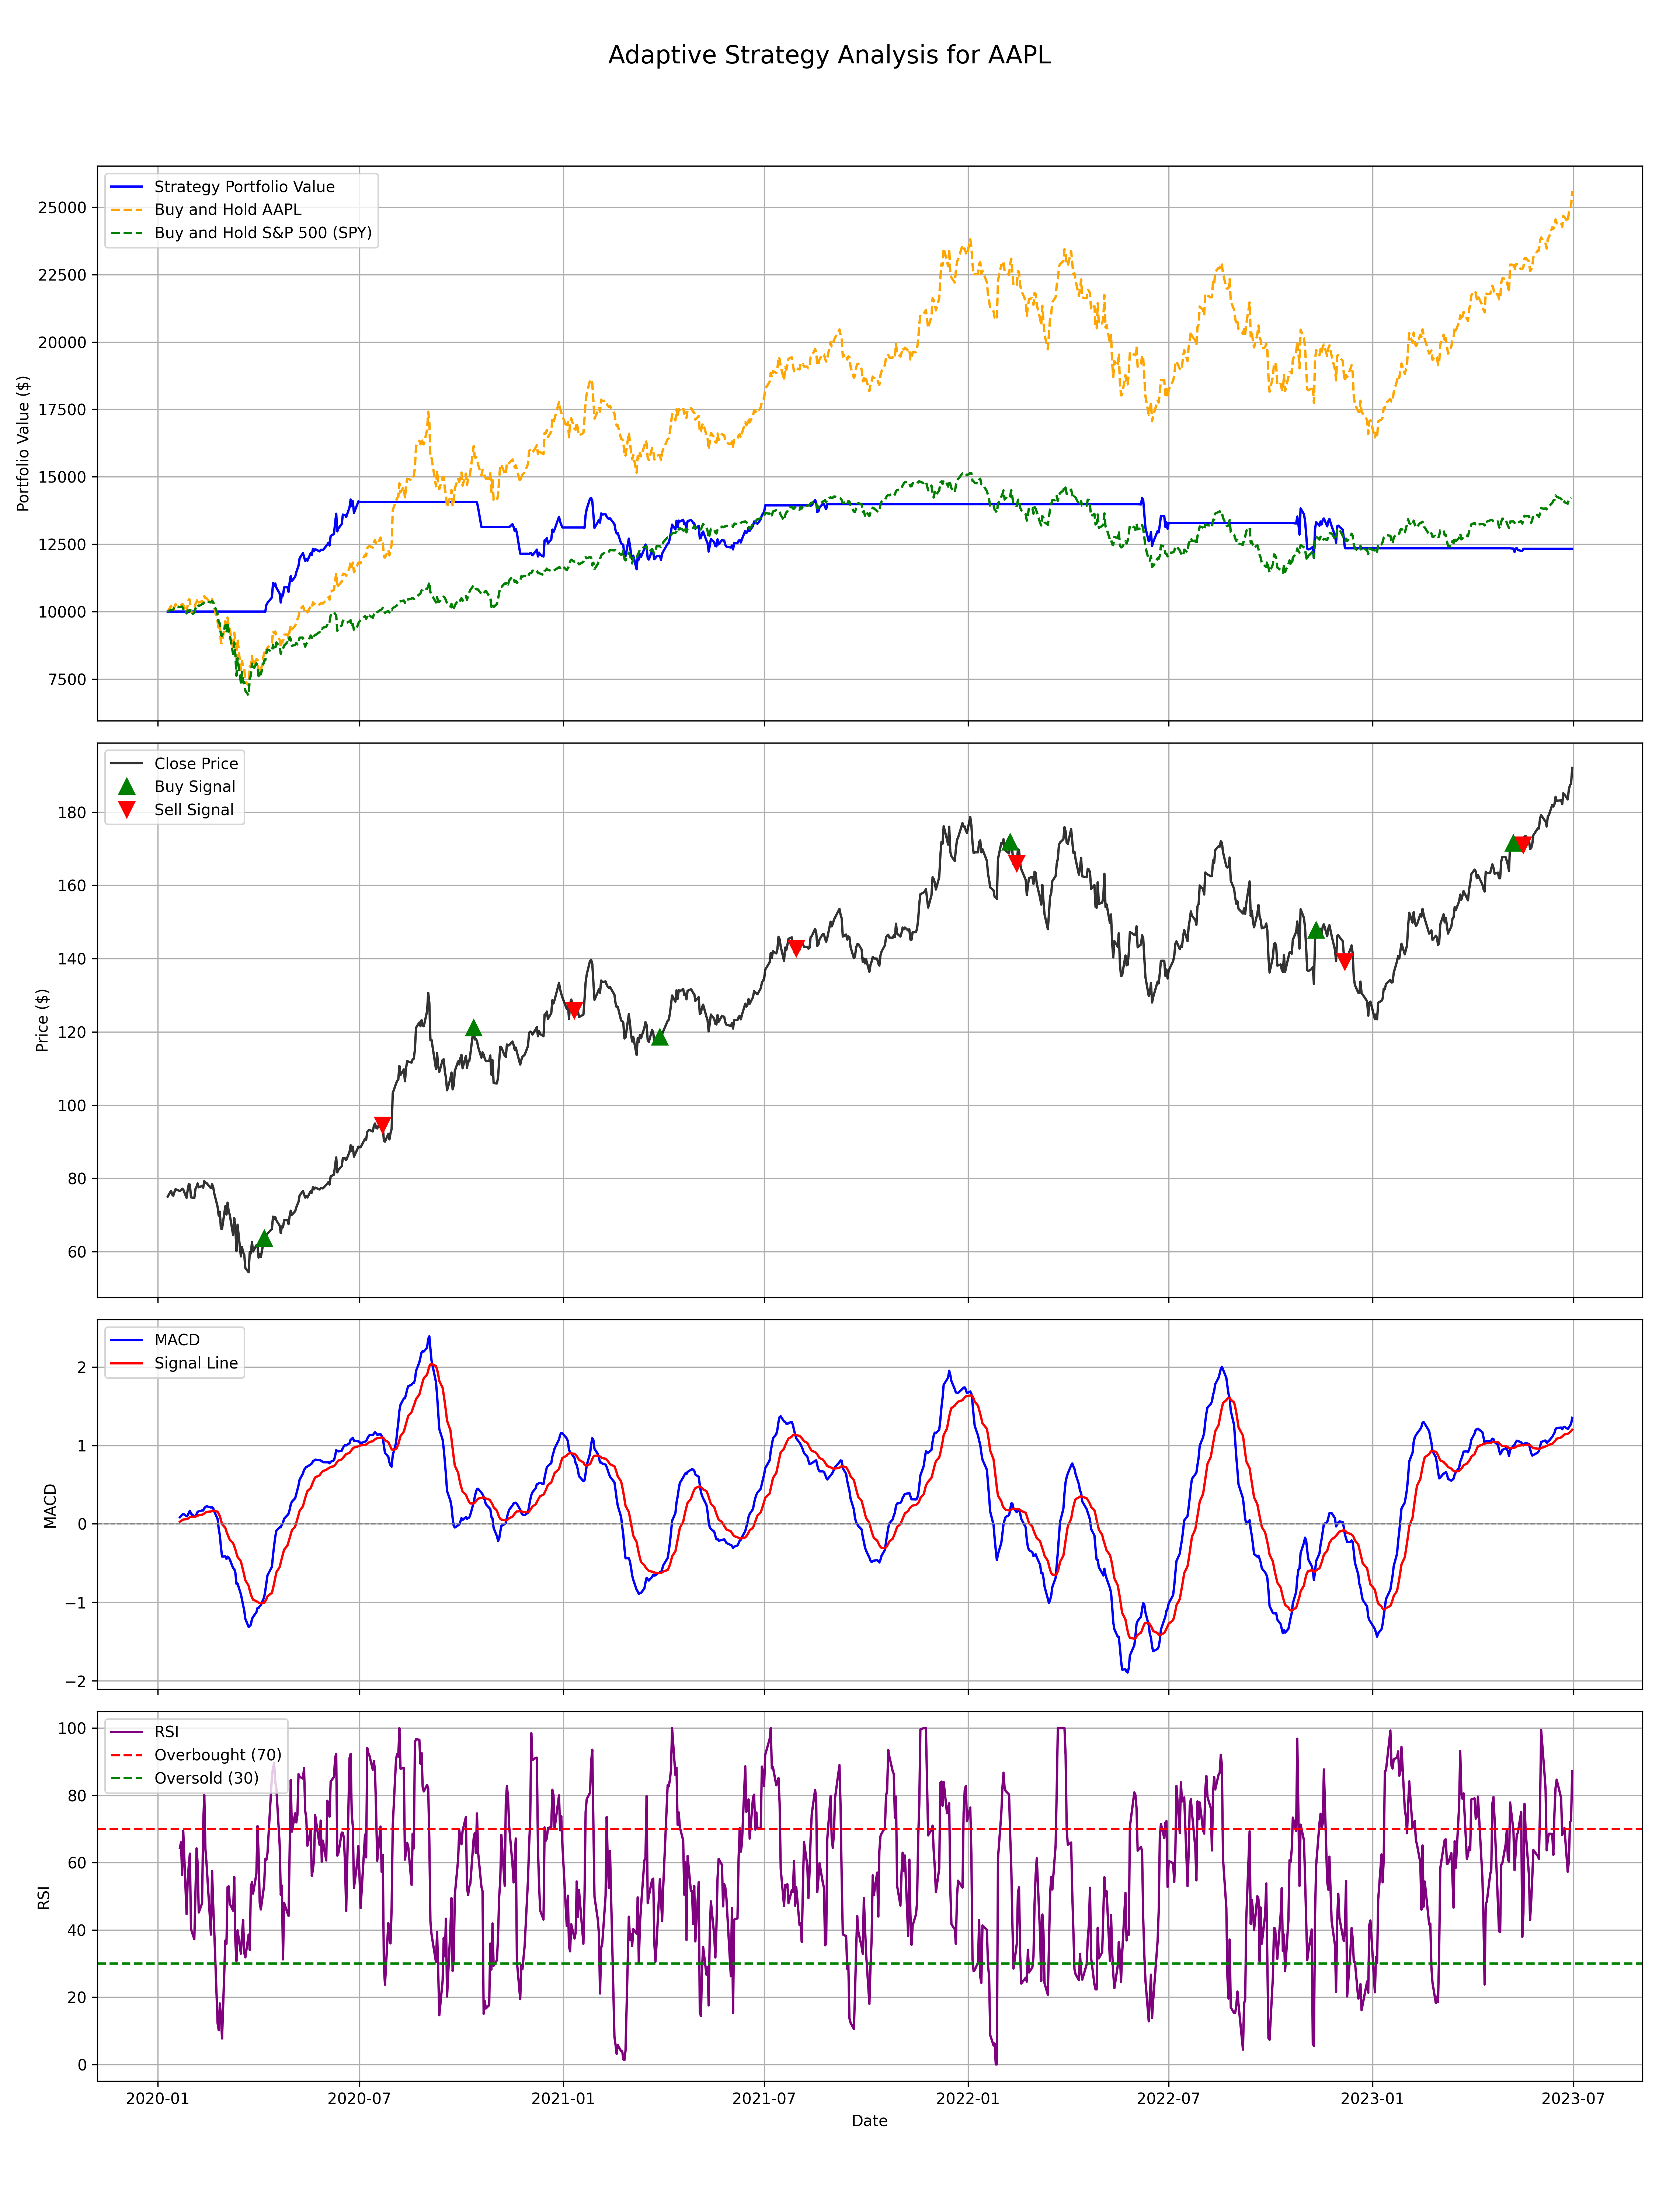 Adaptive Strategy Analysis for AAPL
Strategy Portfolio Value
Buy and Hold AAPL
Buy and Hold S&P 500 (SPY)
Portfolio Value ($)
25000
22500
20000
17500
15000
12500
10000
7500
Close Price
Buy Signal
Sell Signal
Price ($)
180
160
140
120
100
80
60
MACD
Signal Line
MACD
2
1
0
−1
−2
RSI
Overbought (70)
Oversold (30)
RSI
100
80
60
40
20
0
2020-01
2020-07
2021-01
2021-07
2022-01
2022-07
2023-01
2023-07
Date